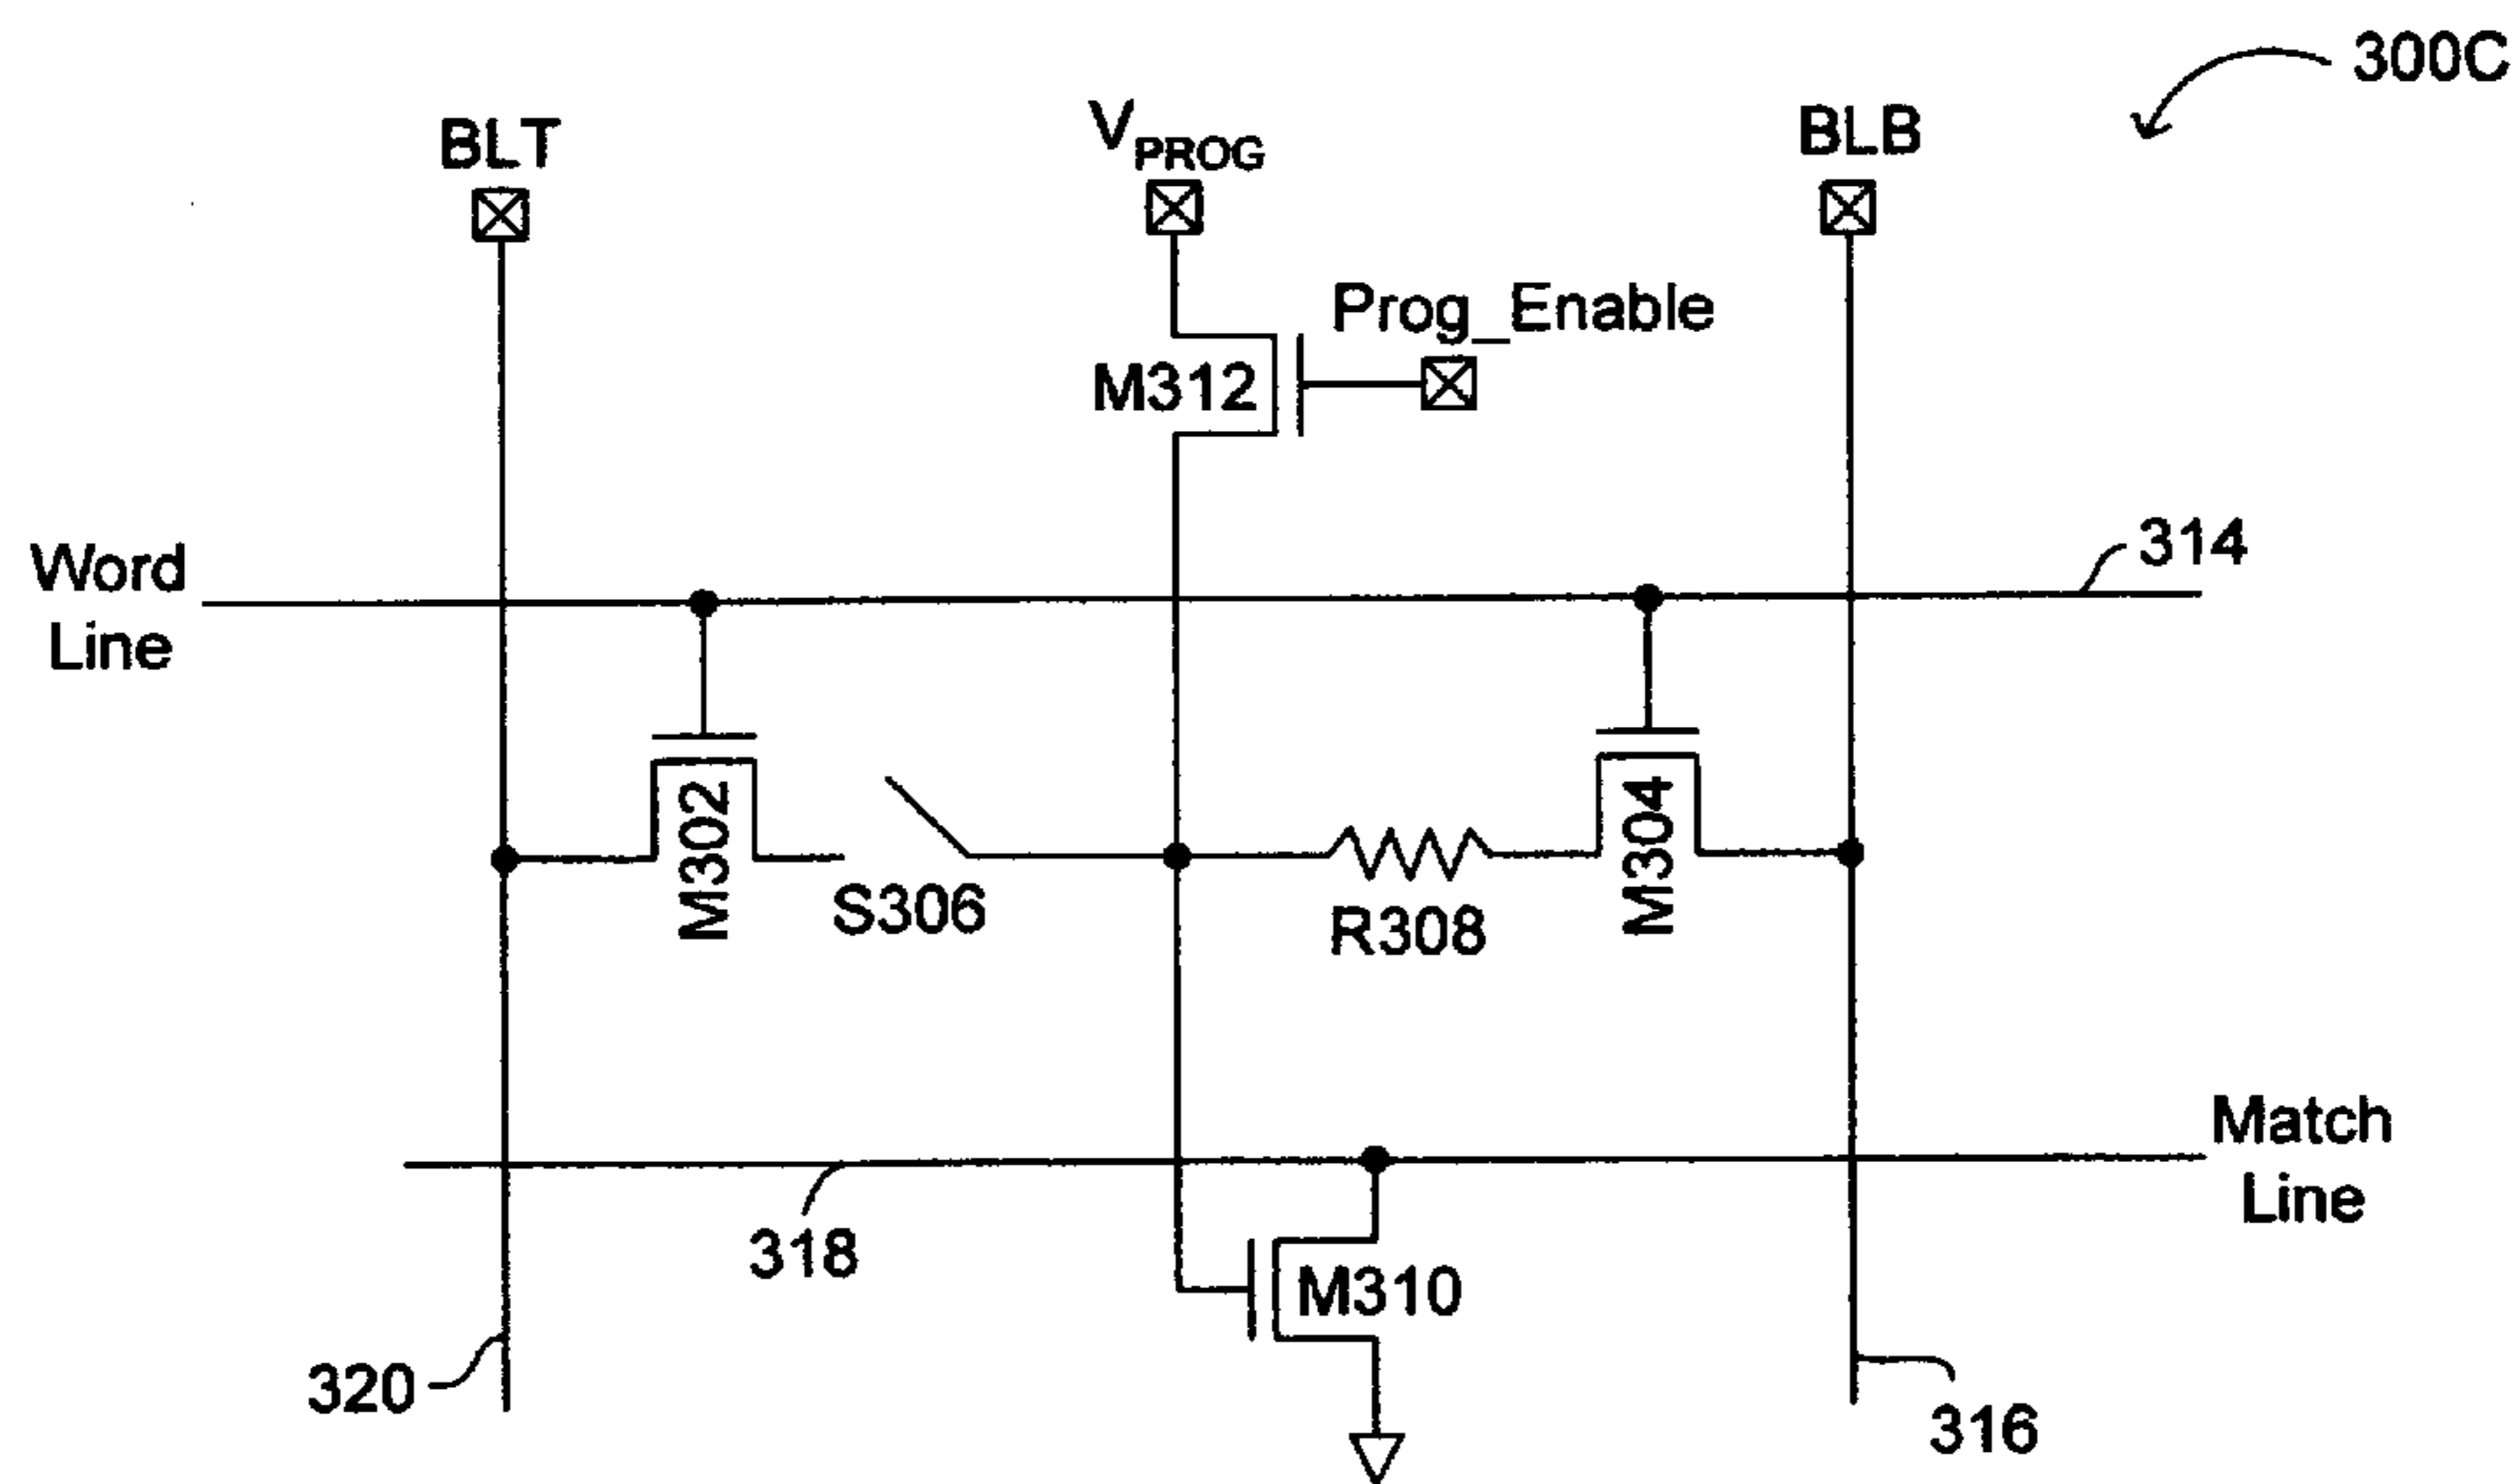 300C
BLT
VPROG
BLB
Prog_Enable
M312
314
Word
Line
M302
M304
S306
R308
Match
Line
318
M310
320
316